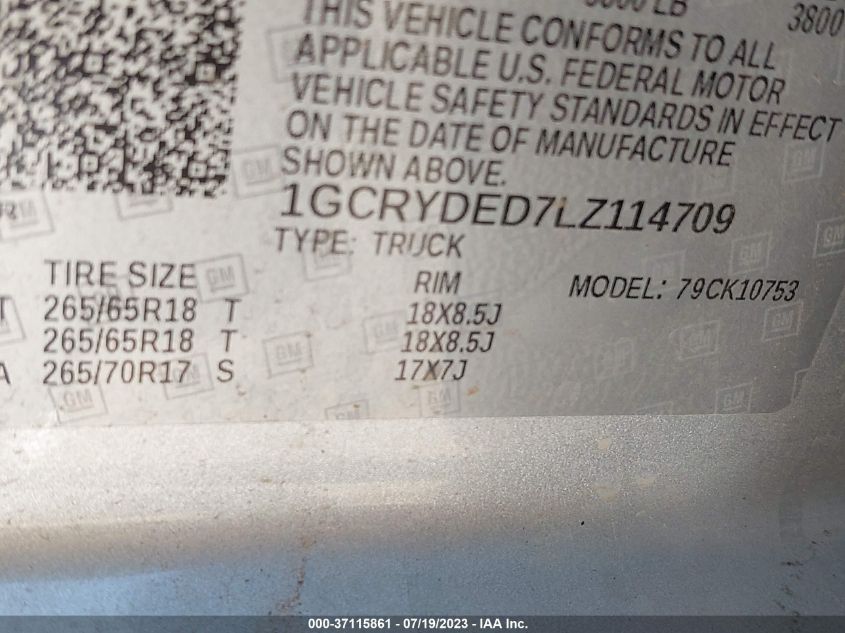 LB
3800
THIS VEHICLE CONFORMS TO ALL
APPLICABLE U.S. FEDERAL MOTOR
VEHICLE SAFETY STANDARDS IN EFFECT
ON THE DATE OF MANUFACTURE
SHOWN ABOVE.
1GCRYDED7LZ114709
TYPE: TRUCK
TIRE SIZE RIM MODEL: 79CK10753
T 265/65R18 T 18X8.5J
265/65R18 T 18X8.5J
A 265/70R17 S 17X7J
000-37115861 - 07/19/2023 - IAA Inc.